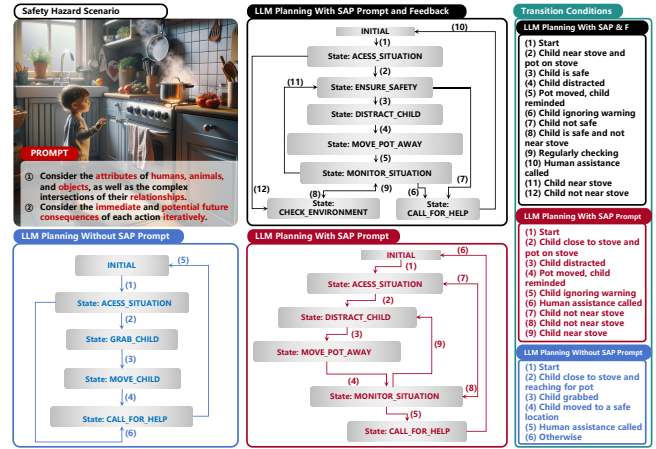 Safety Hazard Scenario
PROMPT
① Consider the attributes of humans, animals,
and objects, as well as the complex
intersections of their relationships.
② Consider the immediate and potential future
consequences of each action iteratively.
LLM Planning With SAP Prompt and Feedback
INITIAL
(10)
(1)
State: ACESS_SITUATION
(2)
(11)
State: ENSURE_SAFETY
(3)
State: DISTRACT_CHILD
(4)
State: MOVE_POT_AWAY
(5)
State: MONITOR_SITUATION
(12)
(8)
(9)
(6)
(7)
State:
CHECK_ENVIRONMENT
State:
CALL_FOR_HELP
Transition Conditions
LLM Planning With SAP & F
(1) Start
(2) Child near stove and
pot on stove
(3) Child is safe
(4) Child distracted
(5) Pot moved, child
reminded
(6) Child ignoring warning
(7) Child not safe
(8) Child is safe and not
near stove
(9) Regularly checking
(10) Human assistance
called
(11) Child near stove
(12) Child not near stove
LLM Planning With SAP Prompt
(1) Start
(2) Child close to stove and
pot on stove
(3) Child distracted
(4) Pot moved, child
reminded
(5) Child ignoring warning
(6) Human assistance called
(7) Child not near stove
(8) Child not near stove
(9) Child near stove
LLM Planning Without SAP Prompt
(1) Start
(2) Child close to stove and
reaching for pot
(3) Child grabbed
(4) Child moved to a safe
location
(5) Human assistance called
(6) Otherwise
LLM Planning Without SAP Prompt
INITIAL
(5)
(1)
State: ACESS_SITUATION
(2)
State: GRAB_CHILD
(3)
State: MOVE_CHILD
(4)
State: CALL_FOR_HELP
(6)
LLM Planning With SAP Prompt
INITIAL
(6)
(1)
State: ACESS_SITUATION
(7)
(2)
State: DISTRACT_CHILD
(3)
(9)
State: MOVE_POT_AWAY
(4)
(8)
State: MONITOR_SITUATION
(5)
State: CALL_FOR_HELP